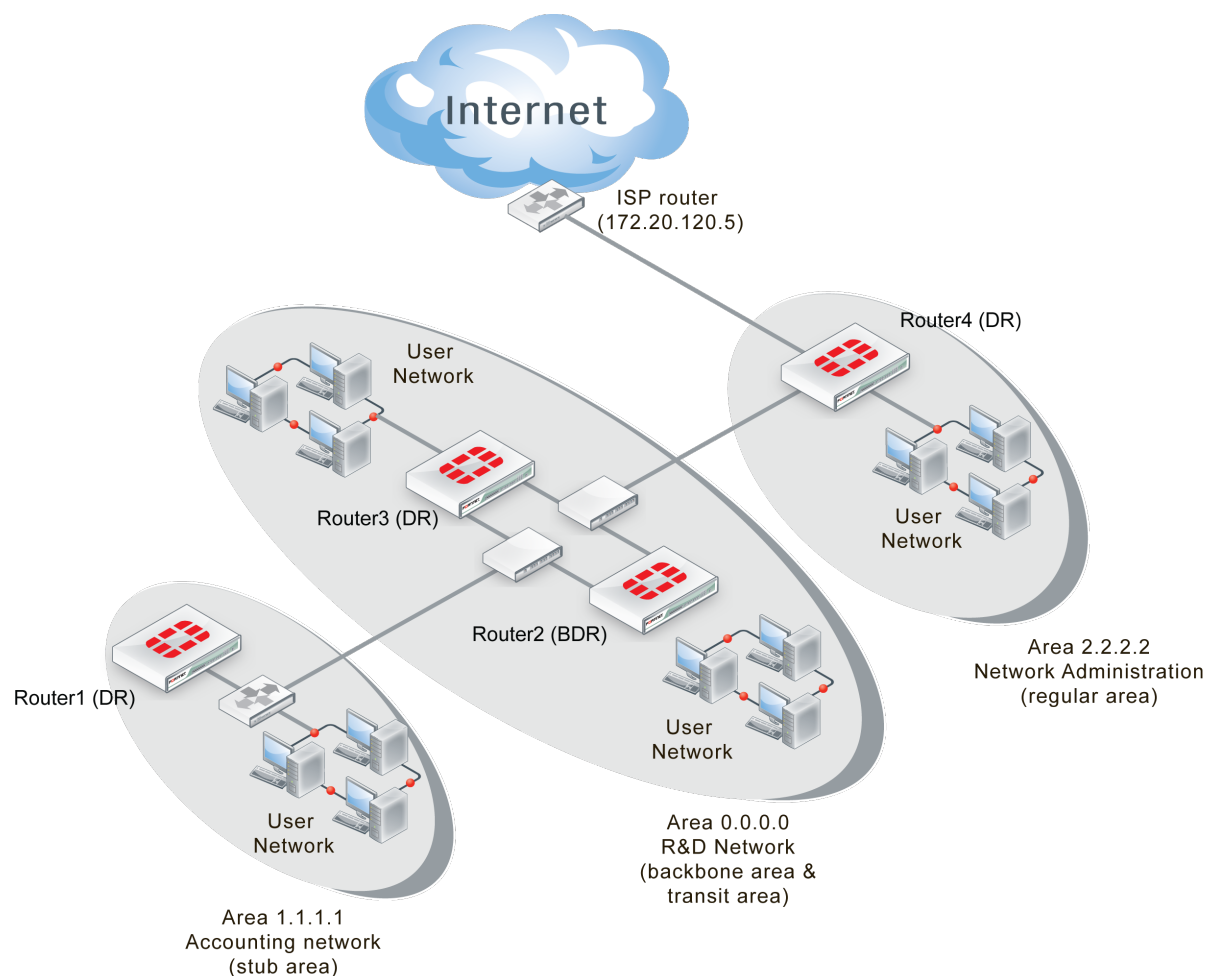 Internet
ISP router
(172.20.120.5)
Router4 (DR)
User
Network
Router3 (DR)
User
Network
Router2 (BDR)
Area 2.2.2.2
Network Administration
(regular area)
Router1 (DR)
User
Network
User
Network
Area 0.0.0.0
R&D Network
(backbone area &
transit area)
Area 1.1.1.1
Accounting network
(stub area)